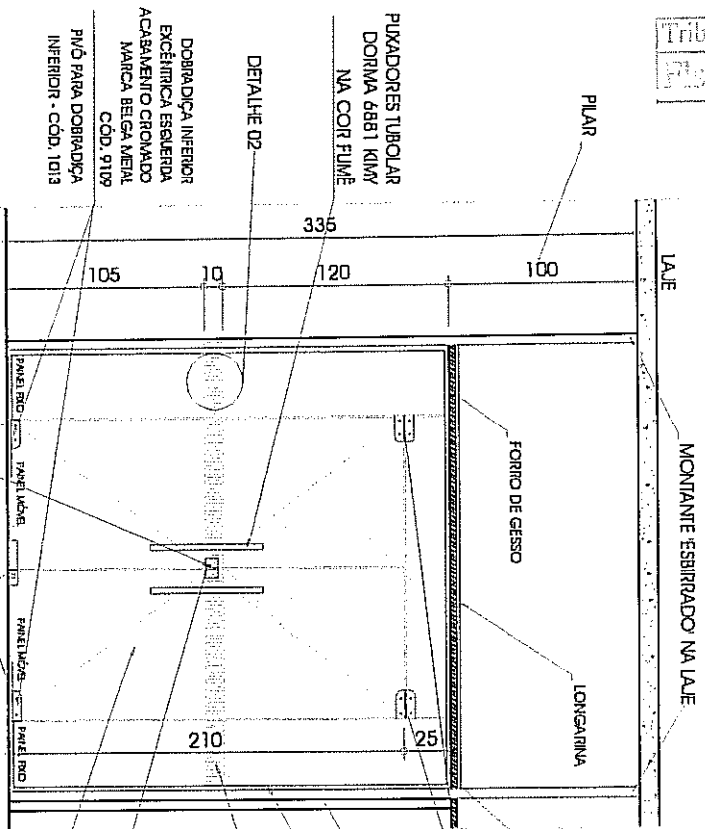 Trib
PILAR
LAJE
MONTANTE 'ESBIRRADO' NA LAJE
PUXADORES TUBOLAR
DORMA 6881 KIMY
NA COR FUMÊ
DETALHE 02
DOBRADIÇA INFERIOR
EXCÊNTRICA ESQUERDA
ACABAMENTO CROMADO
MARCA BELGA METAL
CÓD. 9109
PIVÔ PARA DOBRADIÇA
INFERIOR - CÓD. 1013
335
105
10
120
100
FORRO DE GESSO
LONGARINA
210
25
PAINEL FIXO
PAINEL MÓVEL
PAINEL MÓVEL
PAINEL FIXO